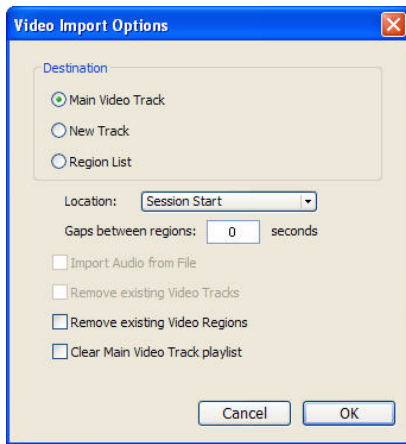 Video Import Options
Destination
Main Video Track
New Track
Region List
Location: Session Start
Gaps between regions: 0 seconds
Import Audio from File
Remove existing Video Tracks
Remove existing Video Regions
Clear Main Video Track playlist
Cancel OK